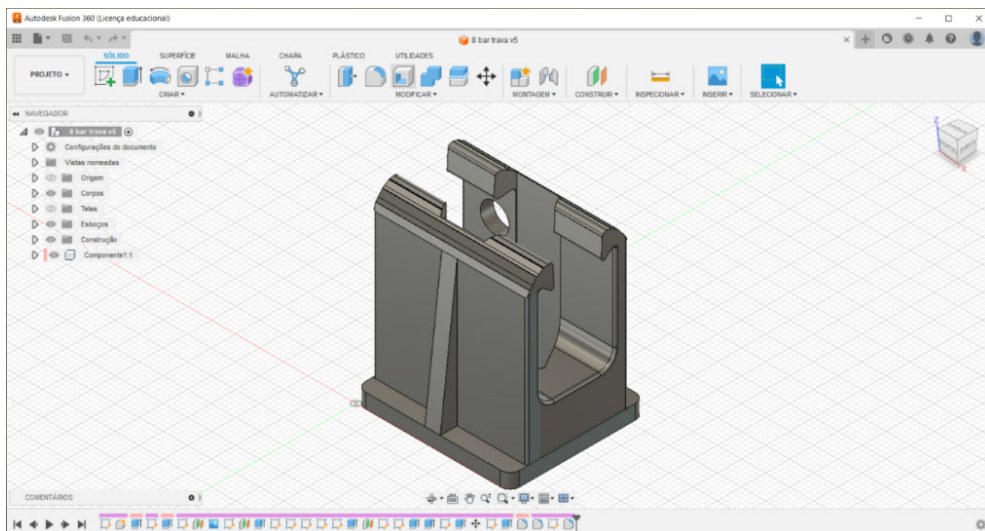 Autodesk Fusion 360 (Licença educacional)
8 bar trava v5
SÓLIDO SUPERFÍCIE MALHA CHAPA PLÁSTICO UTILIDADES
PROJETO
CRIAR AUTOMATIZAR MODIFICAR MONTAGEM CONSTRUIR INSPECIONAR INSERIR SELECIONAR
NAVEGADOR
8 bar trava v5
Configurações do documento
Vistas nomeadas
Origem
Corpos
Telas
Esboços
Construção
Componente1:1
Z
X
COMENTÁRIOS